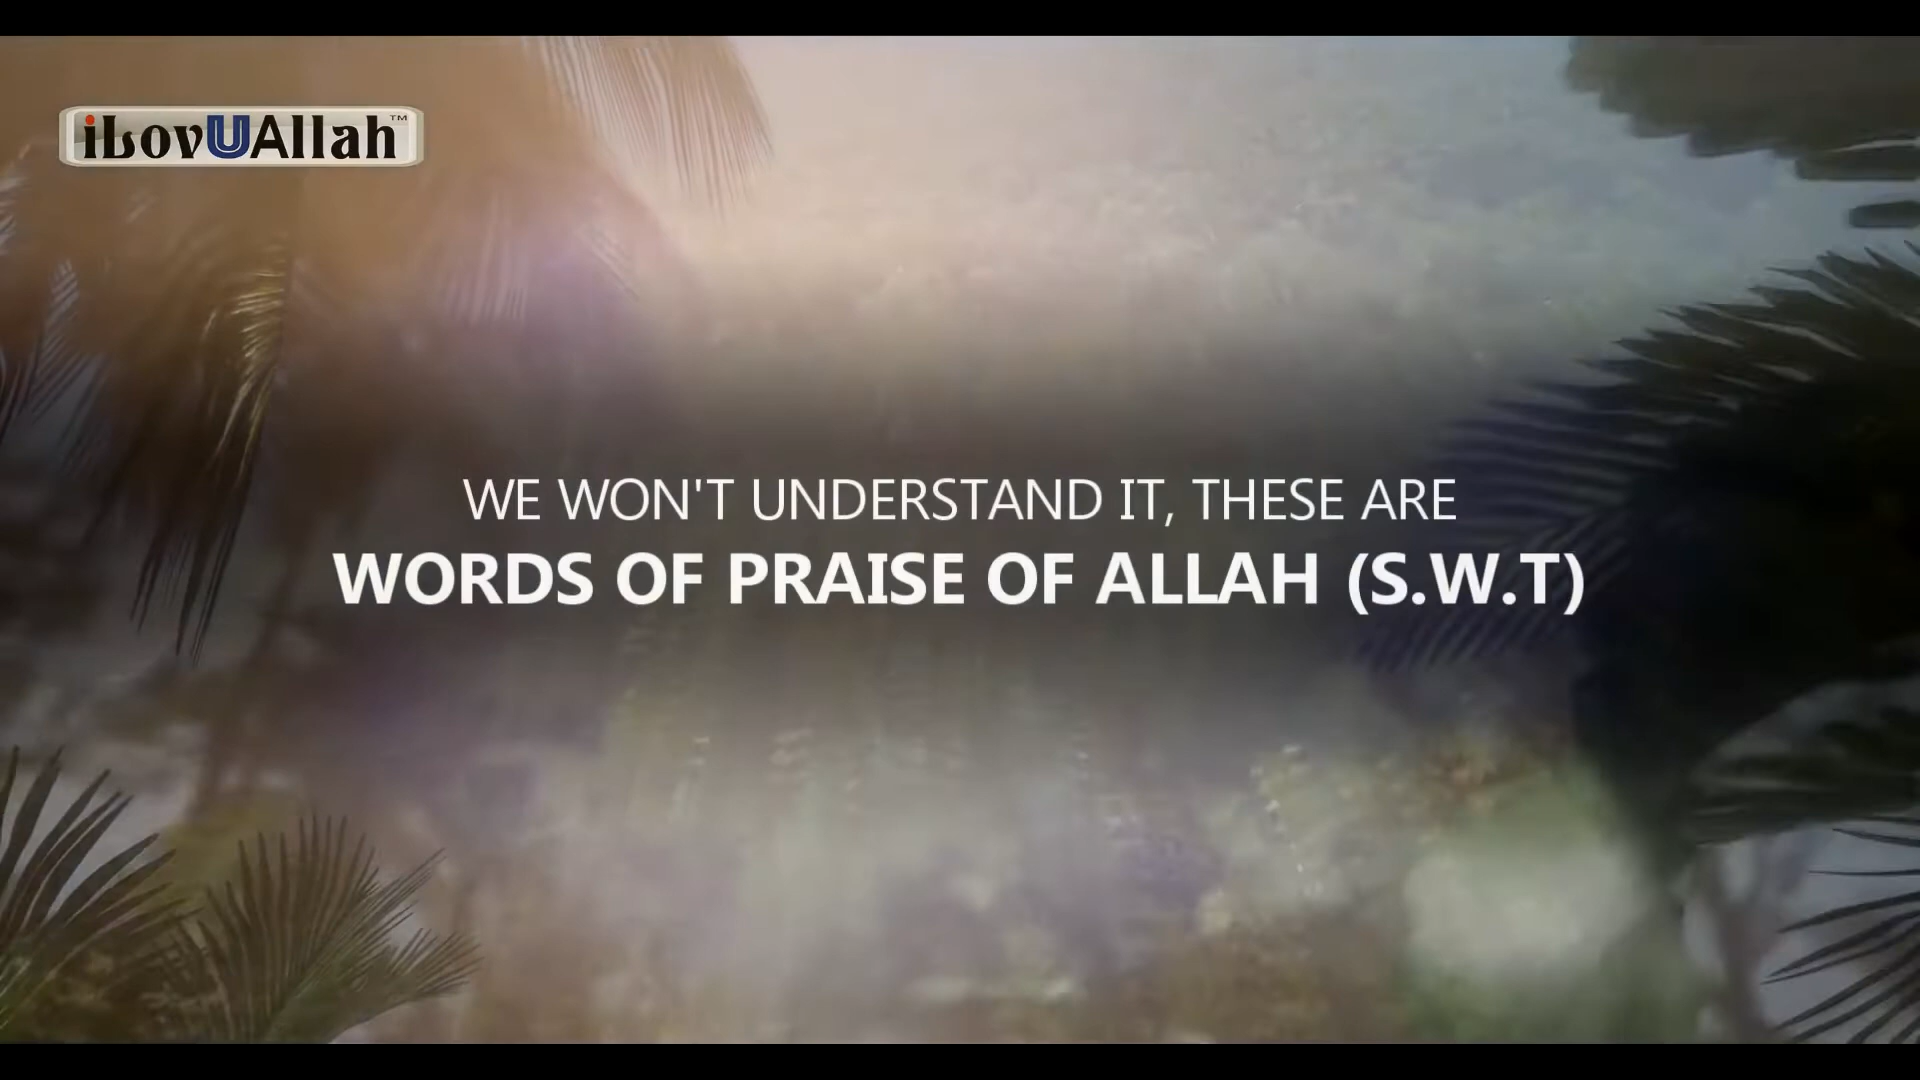 iLovUAllah™
WE WON'T UNDERSTAND IT, THESE ARE
WORDS OF PRAISE OF ALLAH (S.W.T)